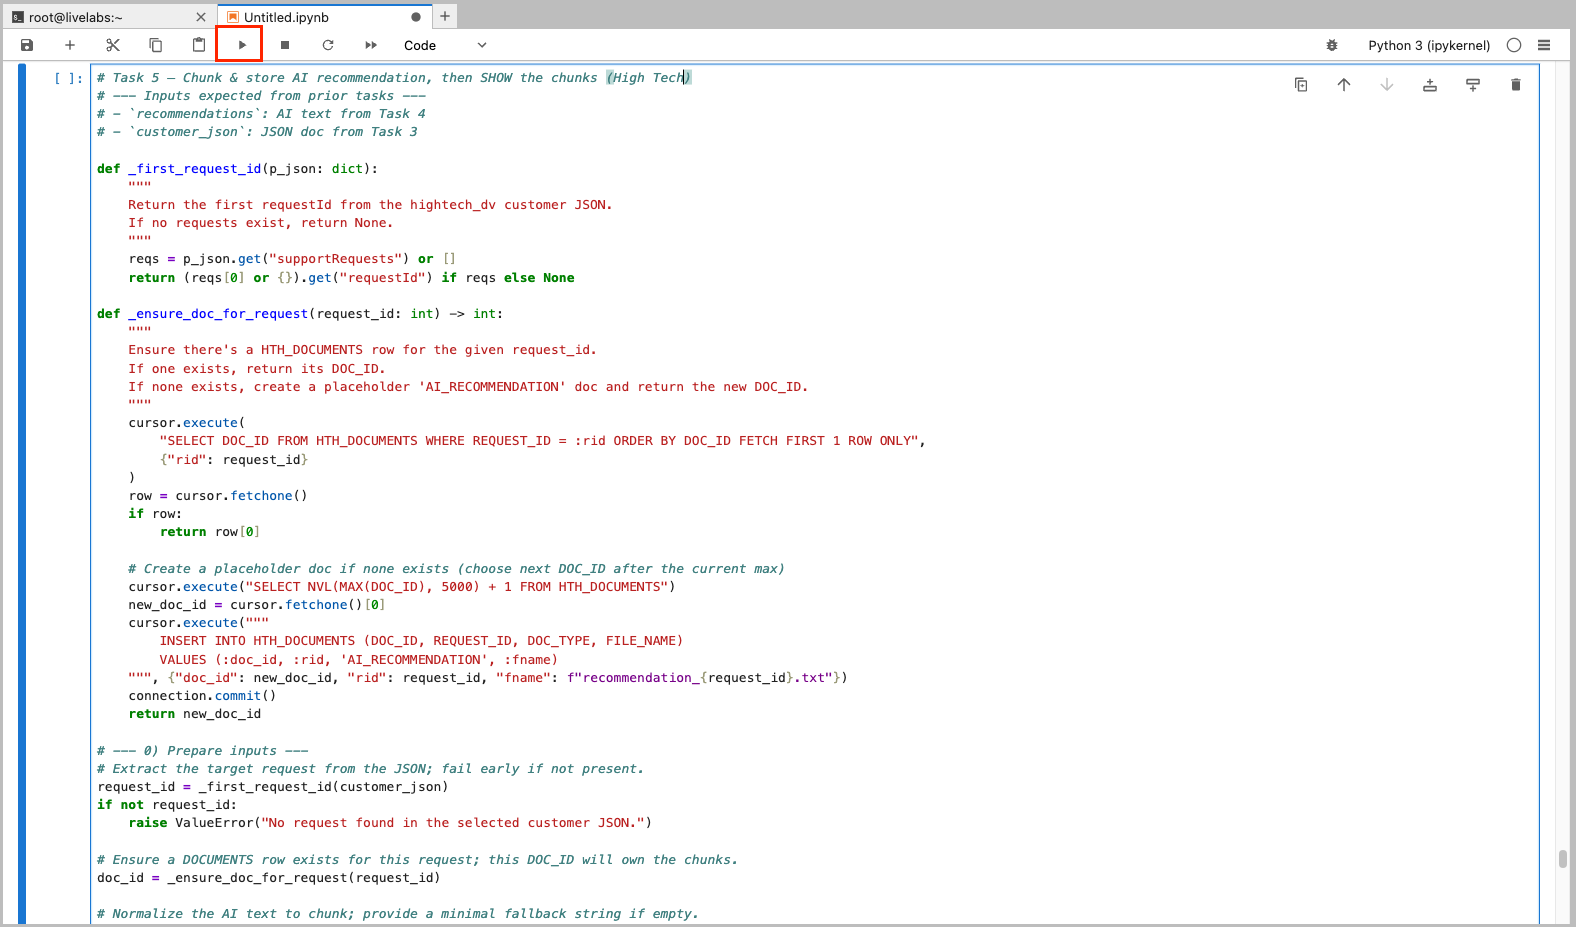 root@livelabs:~
Untitled.ipynb
Code
Python 3 (ipykernel)
[ ]:
# Task 5 — Chunk & store AI recommendation, then SHOW the chunks (High Tech)
# --- Inputs expected from prior tasks ---
# - `recommendations`: AI text from Task 4
# - `customer_json`: JSON doc from Task 3
def _first_request_id(p_json: dict):
"""
Return the first requestId from the hightech_dv customer JSON.
If no requests exist, return None.
"""
reqs = p_json.get("supportRequests") or []
return (reqs[0] or {}).get("requestId") if reqs else None
def _ensure_doc_for_request(request_id: int) -> int:
"""
Ensure there's a HTH_DOCUMENTS row for the given request_id.
If one exists, return its DOC_ID.
If none exists, create a placeholder 'AI_RECOMMENDATION' doc and return the new DOC_ID.
"""
cursor.execute(
"SELECT DOC_ID FROM HTH_DOCUMENTS WHERE REQUEST_ID = :rid ORDER BY DOC_ID FETCH FIRST 1 ROW ONLY",
{"rid": request_id}
)
row = cursor.fetchone()
if row:
return row[0]
# Create a placeholder doc if none exists (choose next DOC_ID after the current max)
cursor.execute("SELECT NVL(MAX(DOC_ID), 5000) + 1 FROM HTH_DOCUMENTS")
new_doc_id = cursor.fetchone()[0]
cursor.execute("""
INSERT INTO HTH_DOCUMENTS (DOC_ID, REQUEST_ID, DOC_TYPE, FILE_NAME)
VALUES (:doc_id, :rid, 'AI_RECOMMENDATION', :fname)
""", {"doc_id": new_doc_id, "rid": request_id, "fname": f"recommendation_{request_id}.txt"})
connection.commit()
return new_doc_id
# --- 0) Prepare inputs ---
# Extract the target request from the JSON; fail early if not present.
request_id = _first_request_id(customer_json)
if not request_id:
raise ValueError("No request found in the selected customer JSON.")
# Ensure a DOCUMENTS row exists for this request; this DOC_ID will own the chunks.
doc_id = _ensure_doc_for_request(request_id)
# Normalize the AI text to chunk; provide a minimal fallback string if empty.